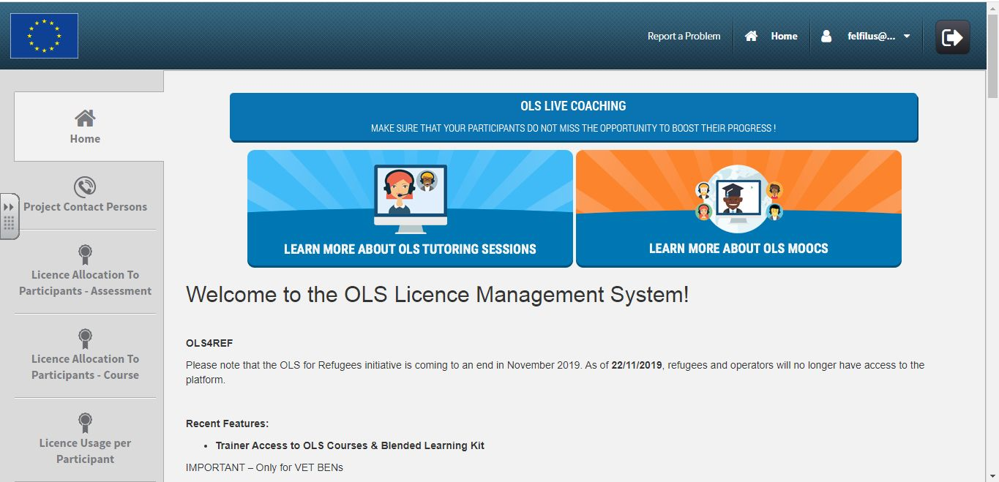 Report a Problem
Home
felfilus@...
Home
Project Contact Persons
Licence Allocation To
Participants - Assessment
Licence Allocation To
Participants - Course
Licence Usage per
Participant
OLS LIVE COACHING
MAKE SURE THAT YOUR PARTICIPANTS DO NOT MISS THE OPPORTUNITY TO BOOST THEIR PROGRESS !
LEARN MORE ABOUT OLS TUTORING SESSIONS
LEARN MORE ABOUT OLS MOOCS
Welcome to the OLS Licence Management System!
OLS4REF
Please note that the OLS for Refugees initiative is coming to an end in November 2019. As of 22/11/2019, refugees and operators will no longer have access to the
platform.
Recent Features:
• Trainer Access to OLS Courses & Blended Learning Kit
IMPORTANT – Only for VET BENs